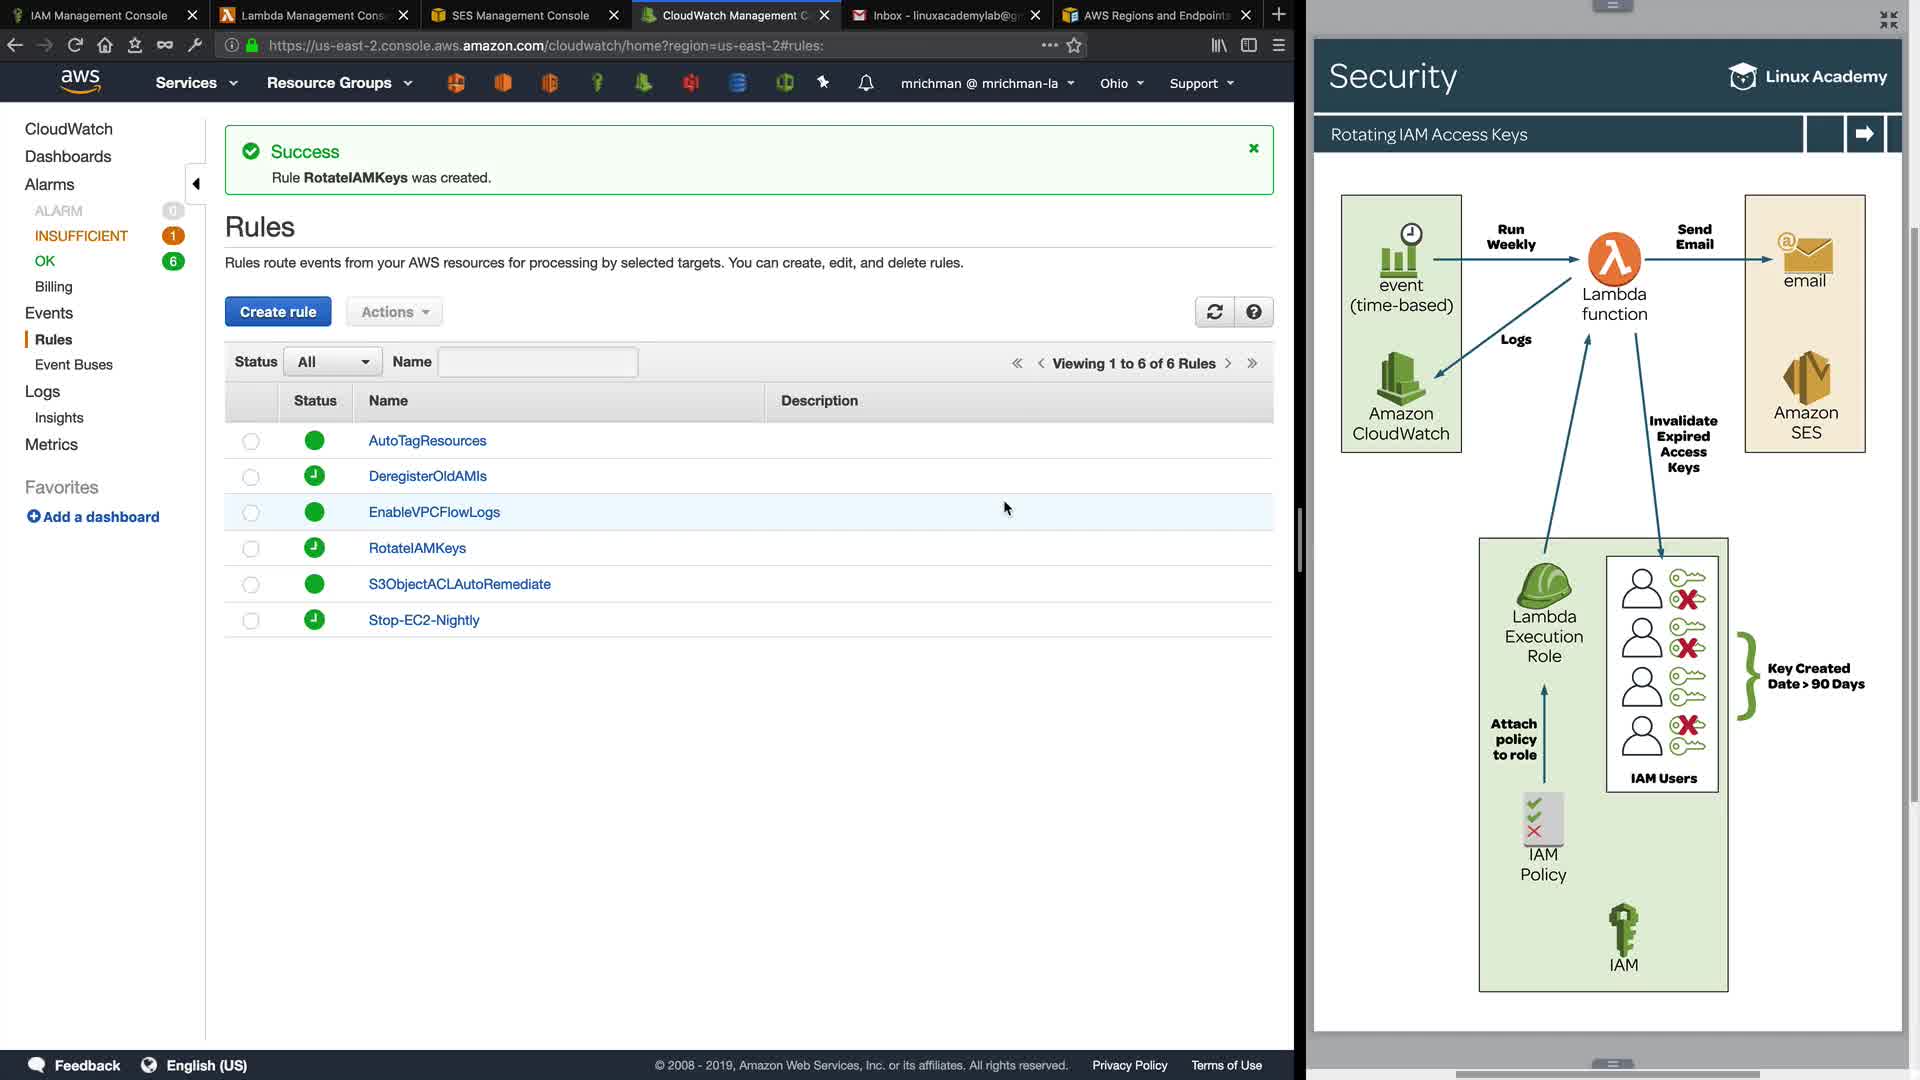 IAM Management Console
Lambda Management Cons
SES Management Console
CloudWatch Management C
Inbox - linuxacademylab@g
AWS Regions and Endpoints
https://us-east-2.console.aws.amazon.com/cloudwatch/home?region=us-east-2#rules:
aws
Services
Resource Groups
mrichman @ mrichman-la
Ohio
Support
CloudWatch
Dashboards
Alarms
ALARM 0
INSUFFICIENT 1
OK 6
Billing
Events
Rules
Event Buses
Logs
Insights
Metrics
Favorites
Add a dashboard
Success
Rule RotateIAMKeys was created.
Rules
Rules route events from your AWS resources for processing by selected targets. You can create, edit, and delete rules.
Create rule
Actions
Status All Name
Viewing 1 to 6 of 6 Rules
Status Name Description
AutoTagResources
DeregisterOldAMIs
EnableVPCFlowLogs
RotateIAMKeys
S3ObjectACLAutoRemediate
Stop-EC2-Nightly
Feedback
English (US)
© 2008 - 2019, Amazon Web Services, Inc. or its affiliates. All rights reserved.
Privacy Policy
Terms of Use
Security
Linux Academy
Rotating IAM Access Keys
event
(time-based)
Run
Weekly
Lambda
function
Send
Email
email
Logs
Amazon
CloudWatch
Amazon
SES
Invalidate
Expired
Access
Keys
Lambda
Execution
Role
Key Created
Date > 90 Days
Attach
policy
to role
IAM Users
IAM
Policy
IAM